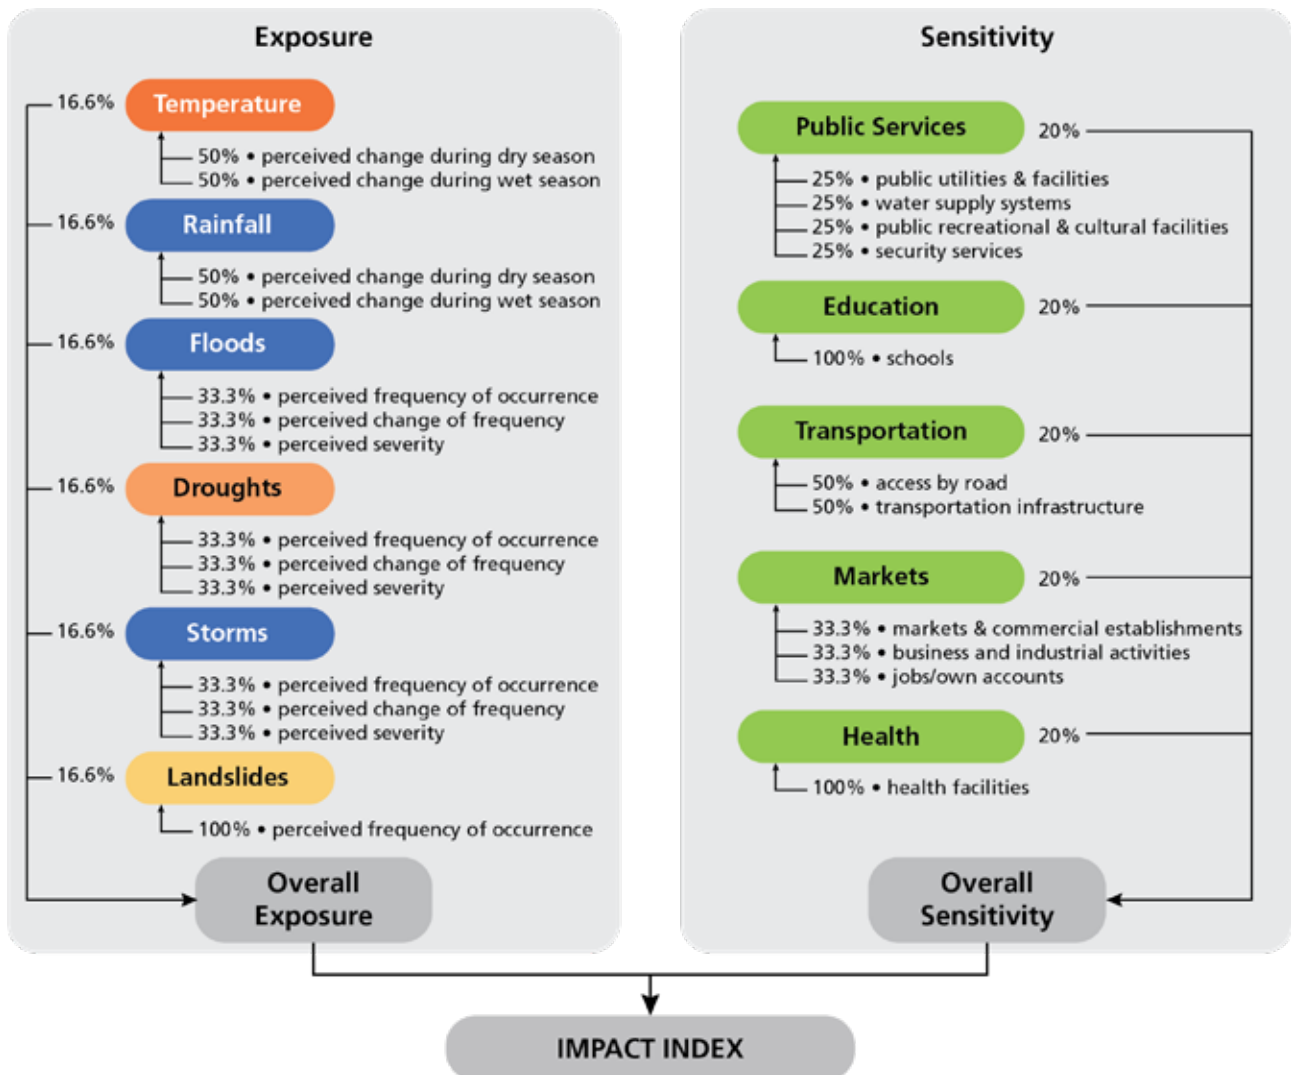 Exposure
16.6% Temperature
50% • perceived change during dry season
50% • perceived change during wet season
16.6% Rainfall
50% • perceived change during dry season
50% • perceived change during wet season
16.6% Floods
33.3% • perceived frequency of occurrence
33.3% • perceived change of frequency
33.3% • perceived severity
16.6% Droughts
33.3% • perceived frequency of occurrence
33.3% • perceived change of frequency
33.3% • perceived severity
16.6% Storms
33.3% • perceived frequency of occurrence
33.3% • perceived change of frequency
33.3% • perceived severity
16.6% Landslides
100% • perceived frequency of occurrence
Overall
Exposure
Sensitivity
Public Services 20%
25% • public utilities & facilities
25% • water supply systems
25% • public recreational & cultural facilities
25% • security services
Education 20%
100% • schools
Transportation 20%
50% • access by road
50% • transportation infrastructure
Markets 20%
33.3% • markets & commercial establishments
33.3% • business and industrial activities
33.3% • jobs/own accounts
Health 20%
100% • health facilities
Overall
Sensitivity
IMPACT INDEX